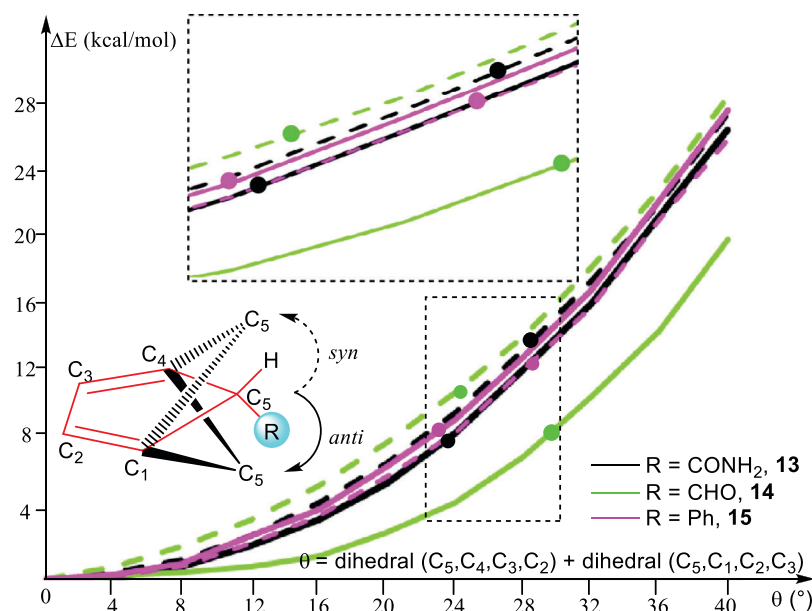 ΔE (kcal/mol)
28
24
20
16
12
8
4
0
4
8
12
16
20
24
28
32
36
40
θ (°)
C5
syn
H
C4
C3
C5
R
anti
C2
C1
C5
R = CONH₂, 13
R = CHO, 14
R = Ph, 15
θ = dihedral (C₅,C₄,C₃,C₂) + dihedral (C₅,C₁,C₂,C₃)